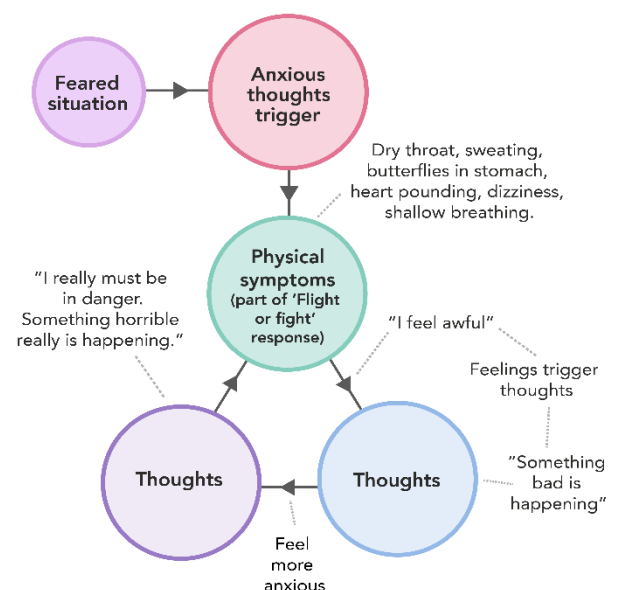 Feared
situation
Anxious
thoughts
trigger
Dry throat, sweating,
butterflies in stomach,
heart pounding, dizziness,
shallow breathing.
Physical
symptoms
(part of ‘Flight
or fight’
response)
“I really must be
in danger.
Something horrible
really is happening.”
“I feel awful”
Feelings trigger
thoughts
“Something
bad is
happening”
Thoughts
Thoughts
Feel
more
anxious